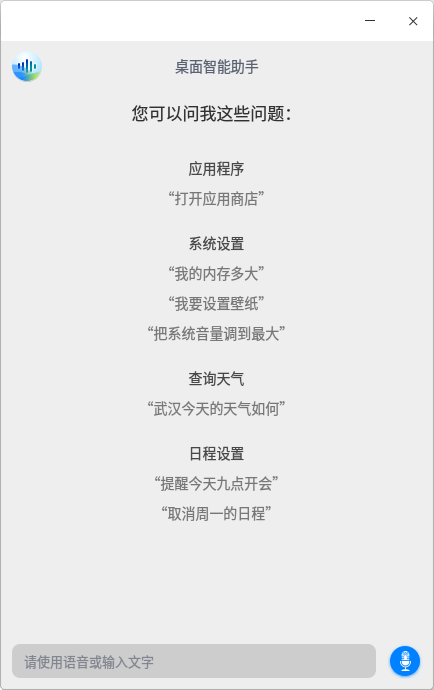 桌面智能助手
您可以问我这些问题：
应用程序
“打开应用商店”
系统设置
“我的内存多大”
“我要设置壁纸”
“把系统音量调到最大”
查询天气
“武汉今天的天气如何”
日程设置
“提醒今天九点开会”
“取消周一的日程”
请使用语音或输入文字